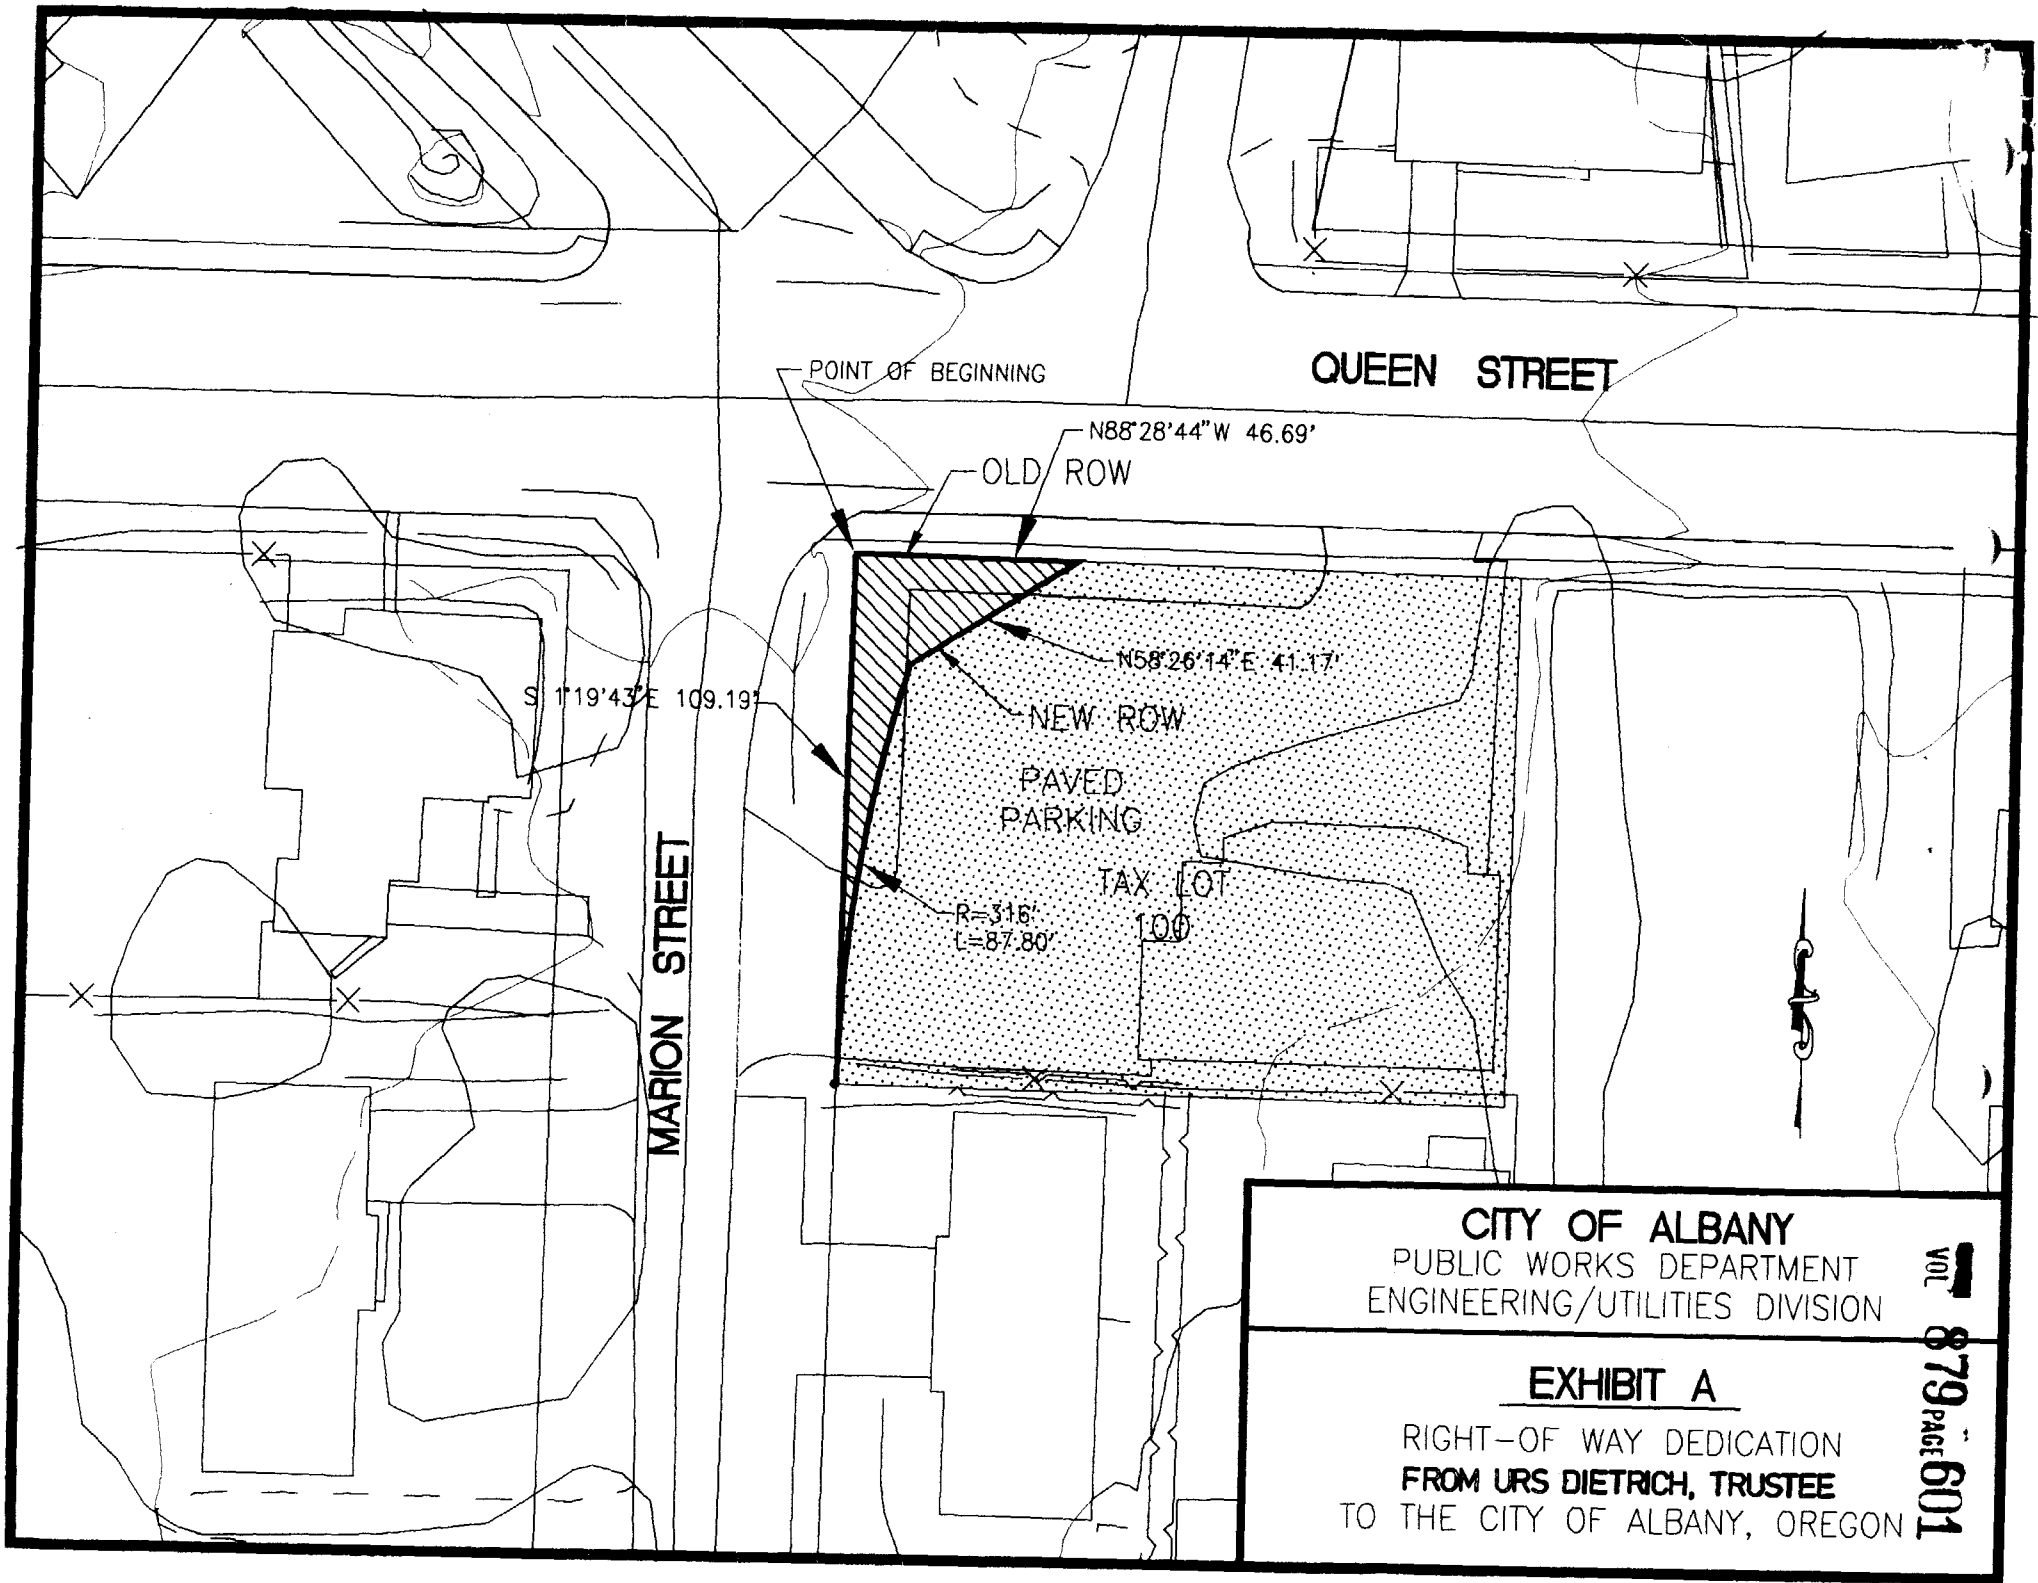 QUEEN STREET
POINT OF BEGINNING
N88°28'44"W 46.69'
OLD ROW
N58°26'14"E 41.17'
S 1°19'43"E 109.19'
NEW ROW
PAVED
PARKING
TAX LOT
100
R=316'
L=87.80'
MARION STREET
CITY OF ALBANY
PUBLIC WORKS DEPARTMENT
ENGINEERING/UTILITIES DIVISION
EXHIBIT A
RIGHT-OF WAY DEDICATION
FROM URS DIETRICH, TRUSTEE
TO THE CITY OF ALBANY, OREGON
VOL 879 PAGE 601